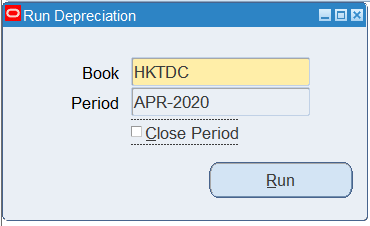 Run Depreciation
Book HKTDC
Period APR-2020
Close Period
Run